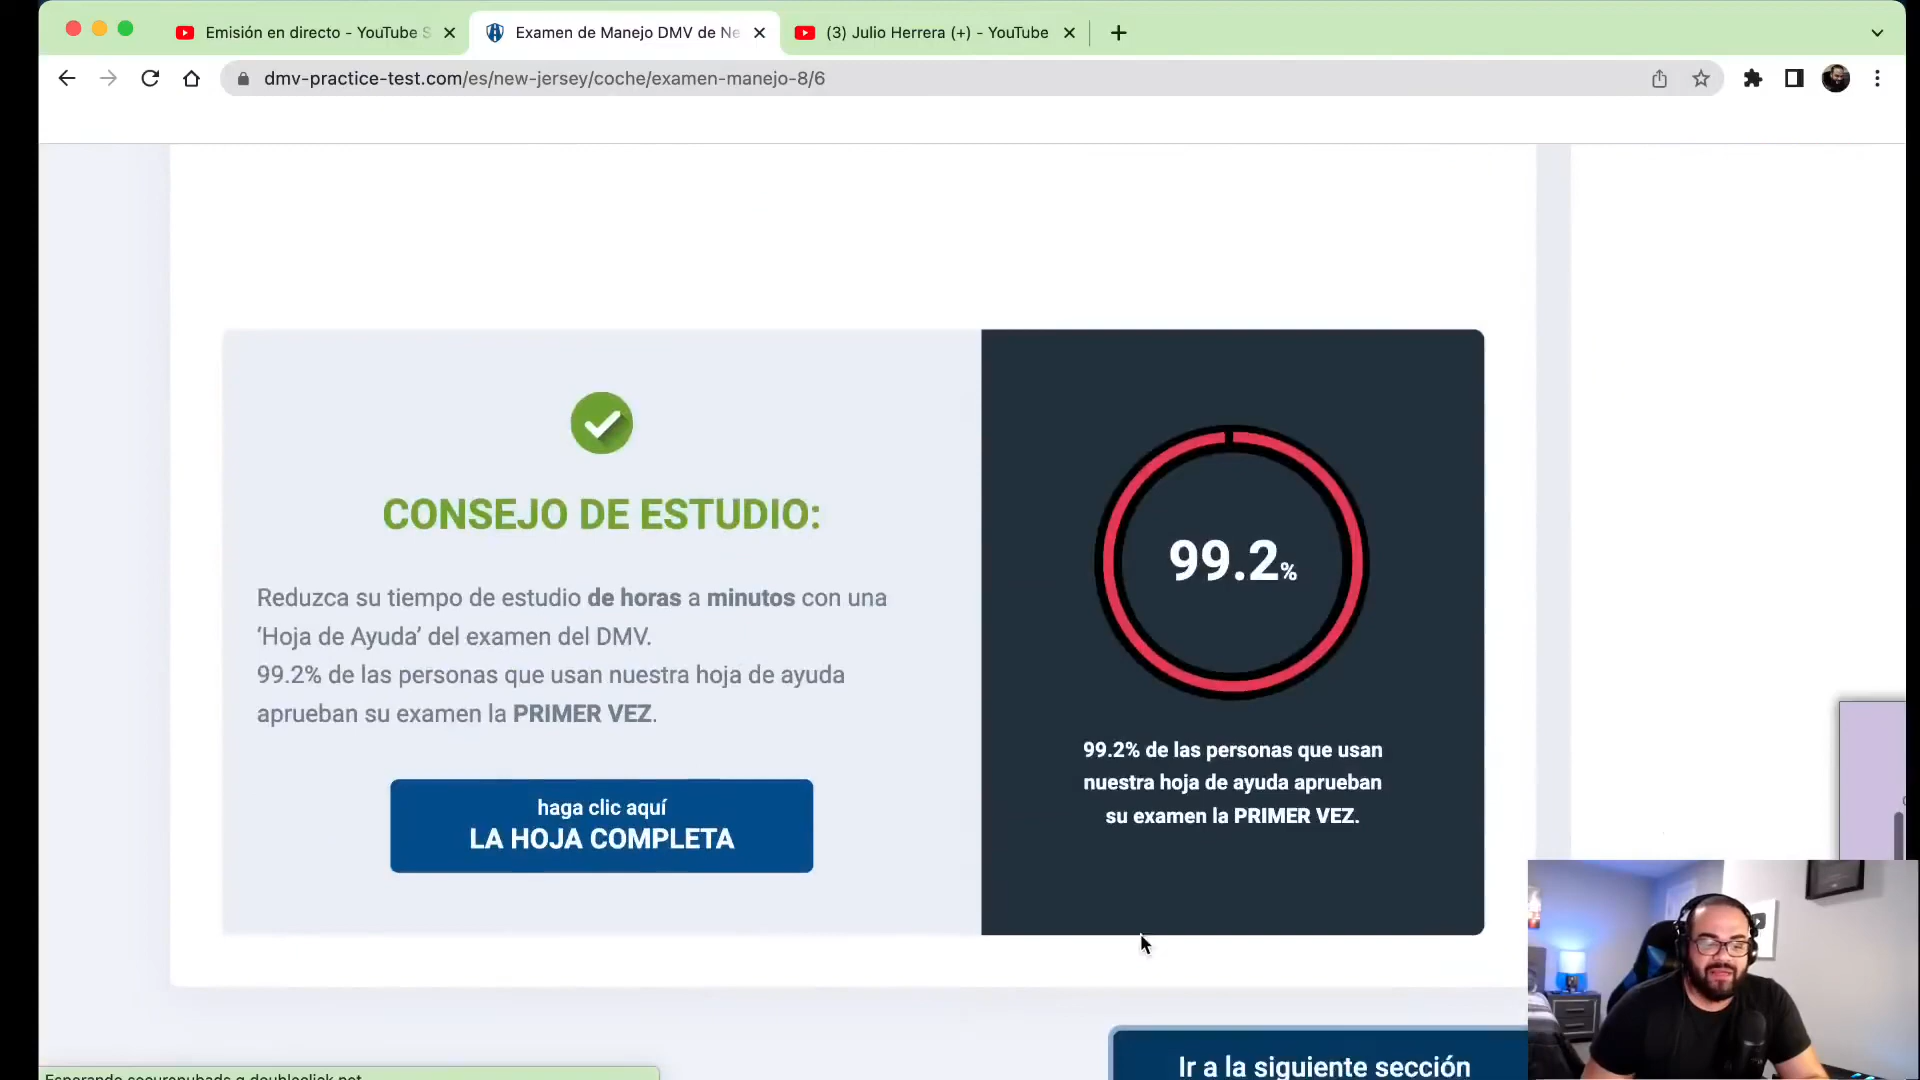 Emisión en directo - YouTube S
Examen de Manejo DMV de Ne
(3) Julio Herrera (+) - YouTube
dmv-practice-test.com/es/new-jersey/coche/examen-manejo-8/6
CONSEJO DE ESTUDIO:
Reduzca su tiempo de estudio de horas a minutos con una
‘Hoja de Ayuda’ del examen del DMV.
99.2% de las personas que usan nuestra hoja de ayuda
aprueban su examen la PRIMER VEZ.
haga clic aquí
LA HOJA COMPLETA
99.2%
99.2% de las personas que usan
nuestra hoja de ayuda aprueban
su examen la PRIMER VEZ.
Ir a la siguiente sección